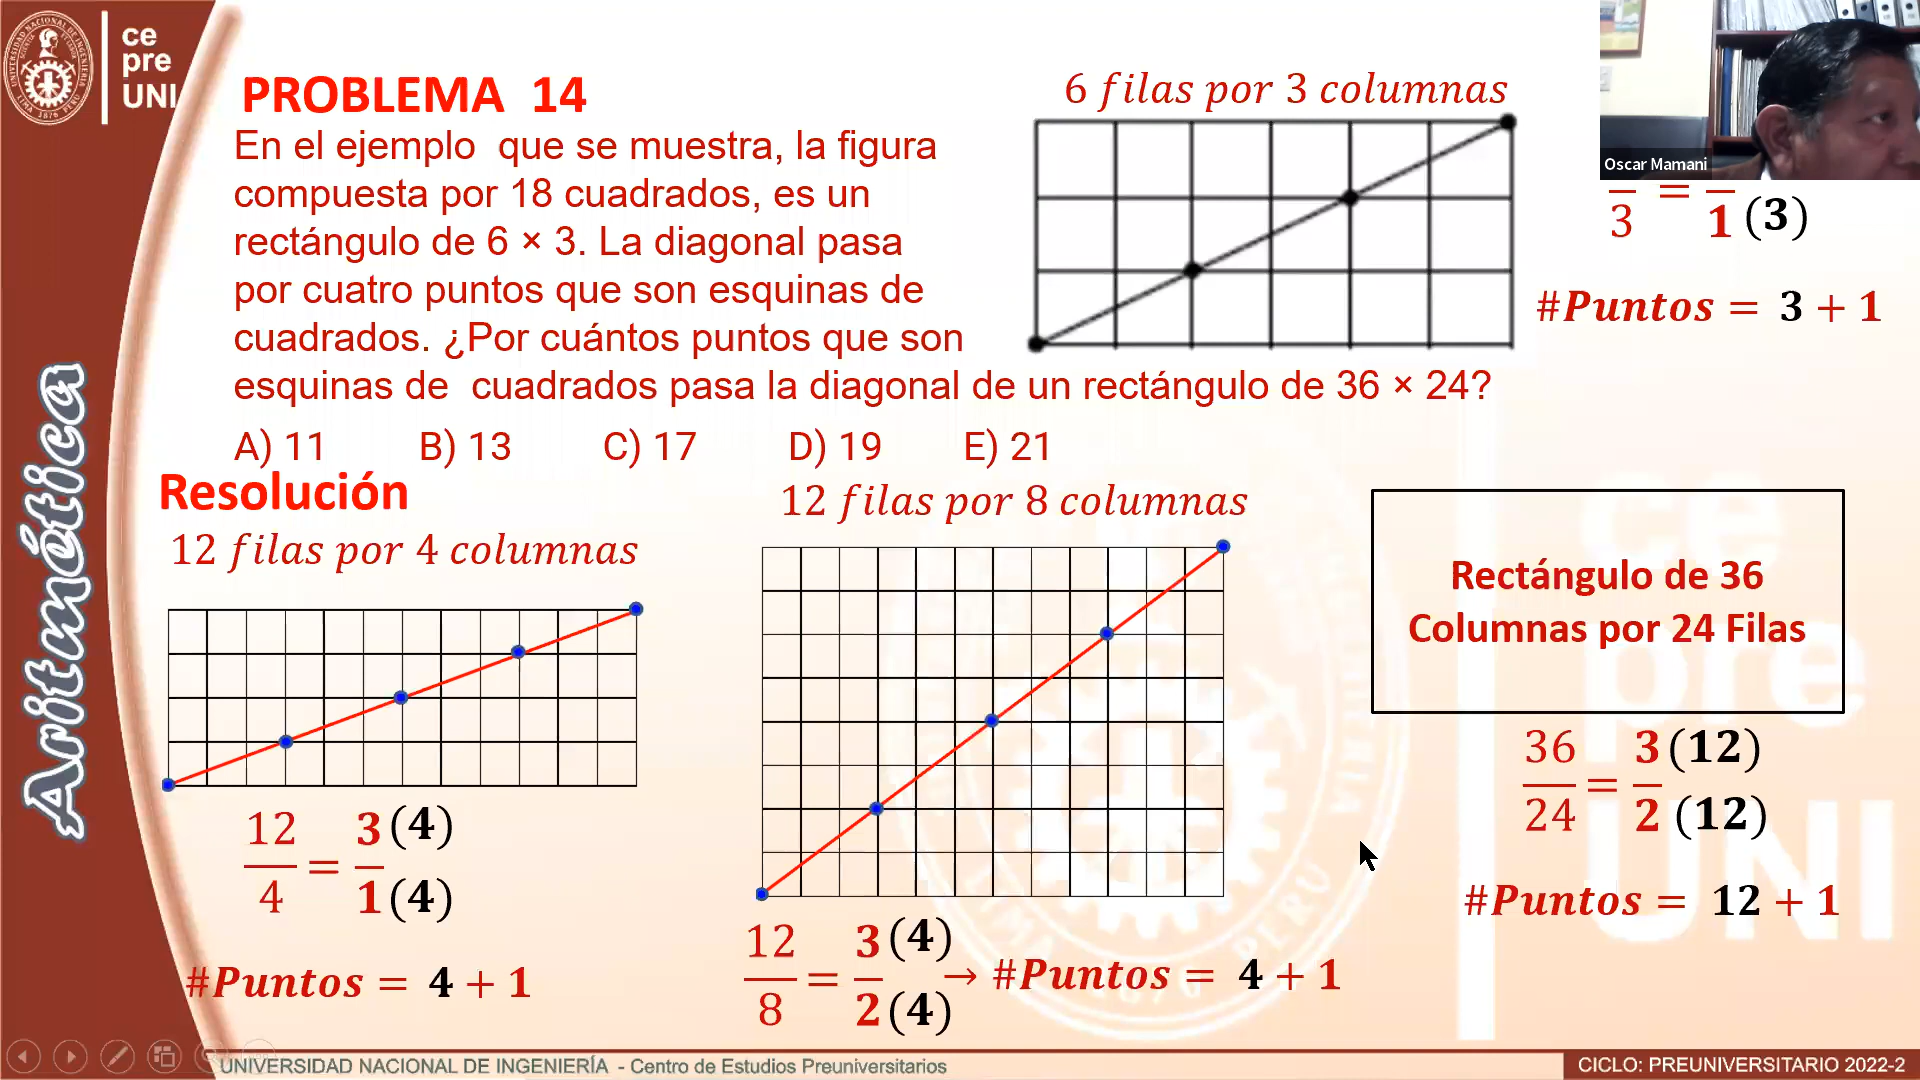 ce
pre
UNI
PROBLEMA 14
En el ejemplo que se muestra, la figura
compuesta por 18 cuadrados, es un
rectángulo de 6 × 3. La diagonal pasa
por cuatro puntos que son esquinas de
cuadrados. ¿Por cuántos puntos que son
esquinas de cuadrados pasa la diagonal de un rectángulo de 36 × 24?
A) 11 B) 13 C) 17 D) 19 E) 21
6 filas por 3 columnas
Oscar Mamani
3 = 1 (3)
#Puntos = 3 + 1
Resolución
12 filas por 4 columnas
12/4 = 3(4)/1(4)
#Puntos = 4 + 1
12 filas por 8 columnas
12/8 = 3(4)/2(4) → #Puntos = 4 + 1
Rectángulo de 36
Columnas por 24 Filas
36/24 = 3(12)/2(12)
#Puntos = 12 + 1
Aritmética
UNIVERSIDAD NACIONAL DE INGENIERÍA - Centro de Estudios Preuniversitarios
CICLO: PREUNIVERSITARIO 2022-2